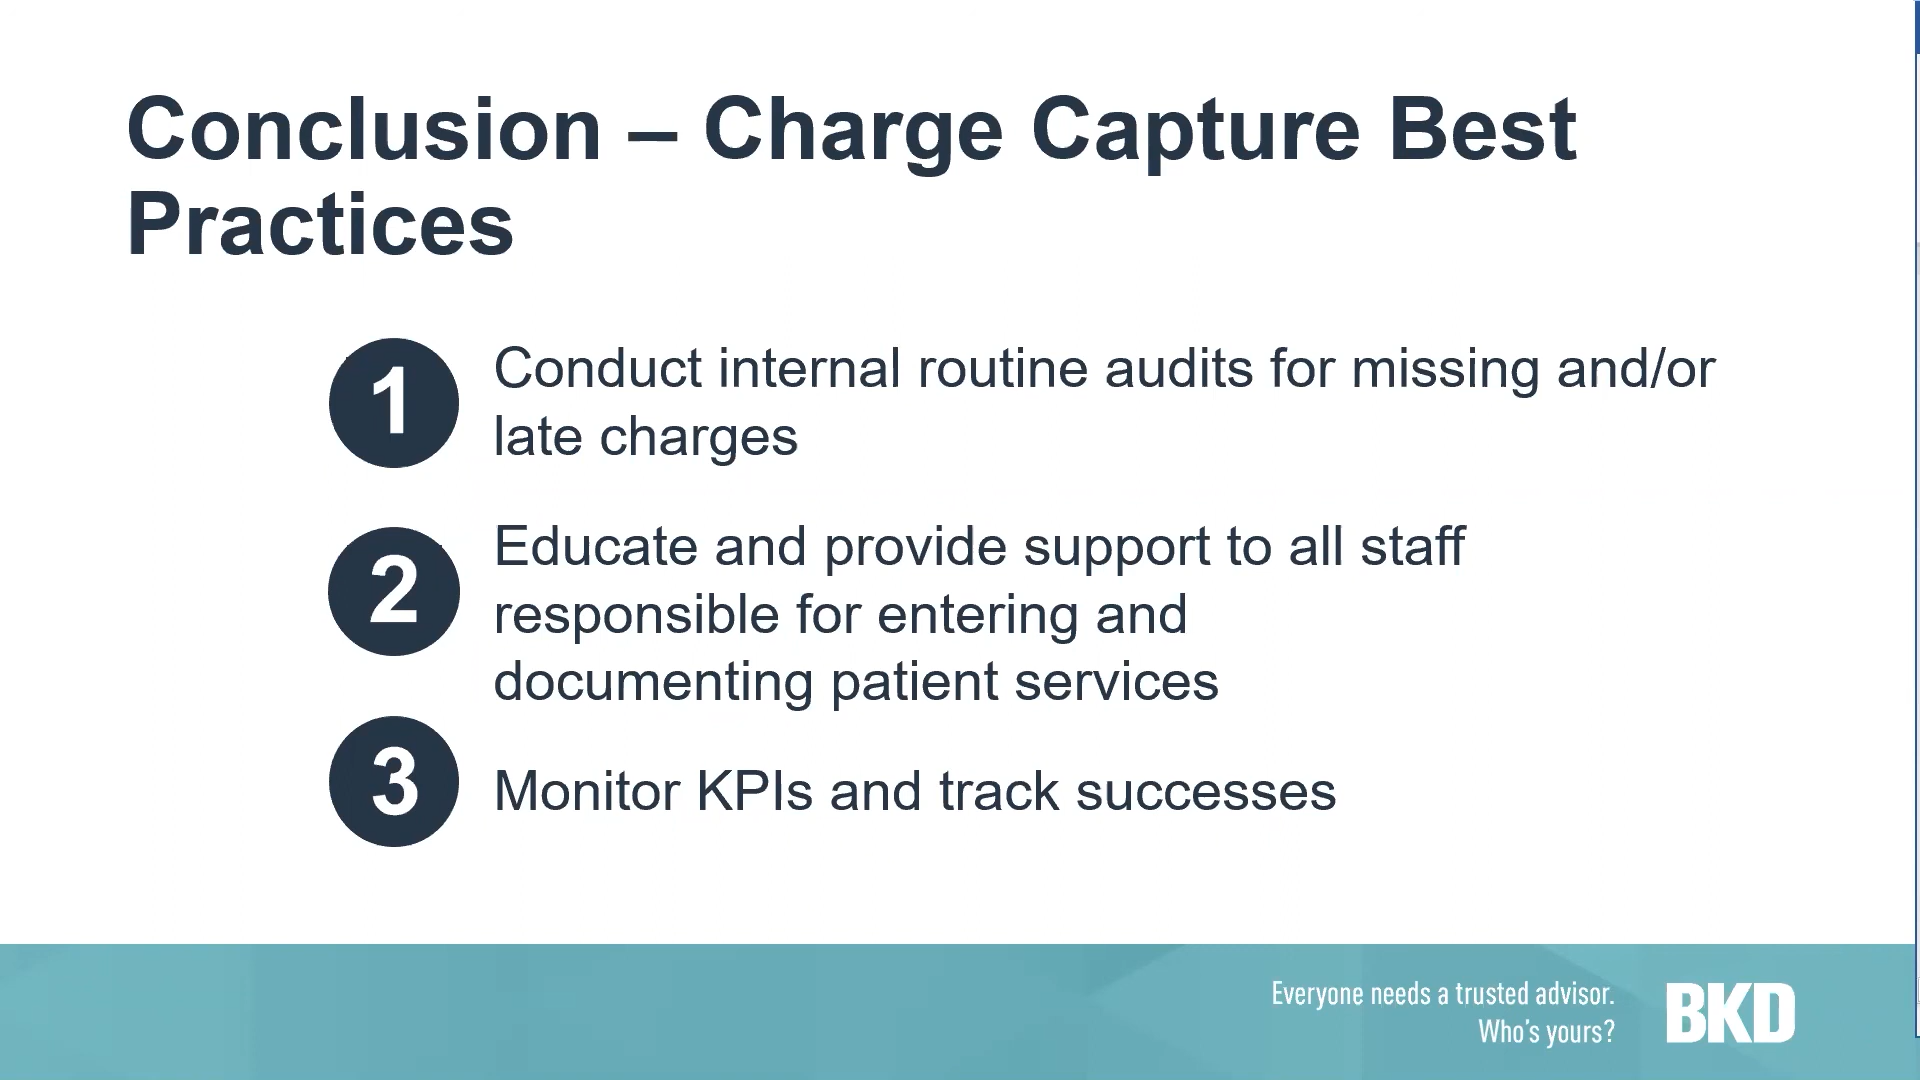 Conclusion – Charge Capture Best
Practices
1
Conduct internal routine audits for missing and/or
late charges
2
Educate and provide support to all staff
responsible for entering and
documenting patient services
3
Monitor KPIs and track successes
Everyone needs a trusted advisor.
Who's yours?
BKD